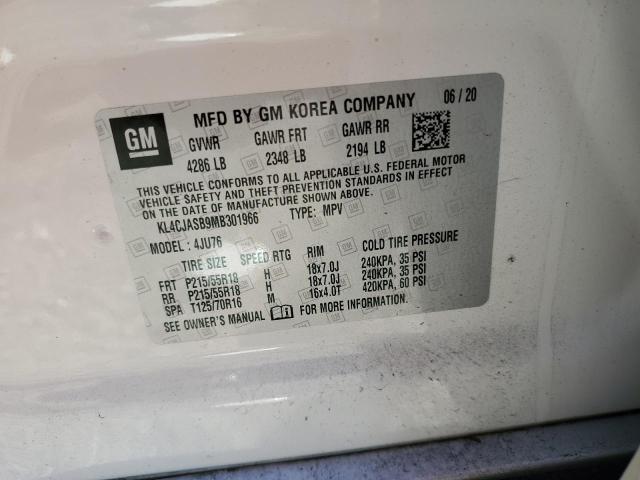 GM
MFD BY GM KOREA COMPANY 06 / 20
GVWR GAWR FRT GAWR RR
4286 LB 2348 LB 2194 LB
THIS VEHICLE CONFORMS TO ALL APPLICABLE U.S. FEDERAL MOTOR
VEHICLE SAFETY AND THEFT PREVENTION STANDARDS IN EFFECT
ON THE DATE OF MANUFACTURE SHOWN ABOVE.
KL4CJASB9MB301966 TYPE: MPV
MODEL: 4JU76
TIRE SIZE SPEED RTG RIM COLD TIRE PRESSURE
FRT P215/55R18 H 18x7.0J 240KPA, 35 PSI
RR P215/55R18 H 18x7.0J 240KPA, 35 PSI
SPA T125/70R16 M 16x4.0T 420KPA, 60 PSI
SEE OWNER'S MANUAL FOR MORE INFORMATION